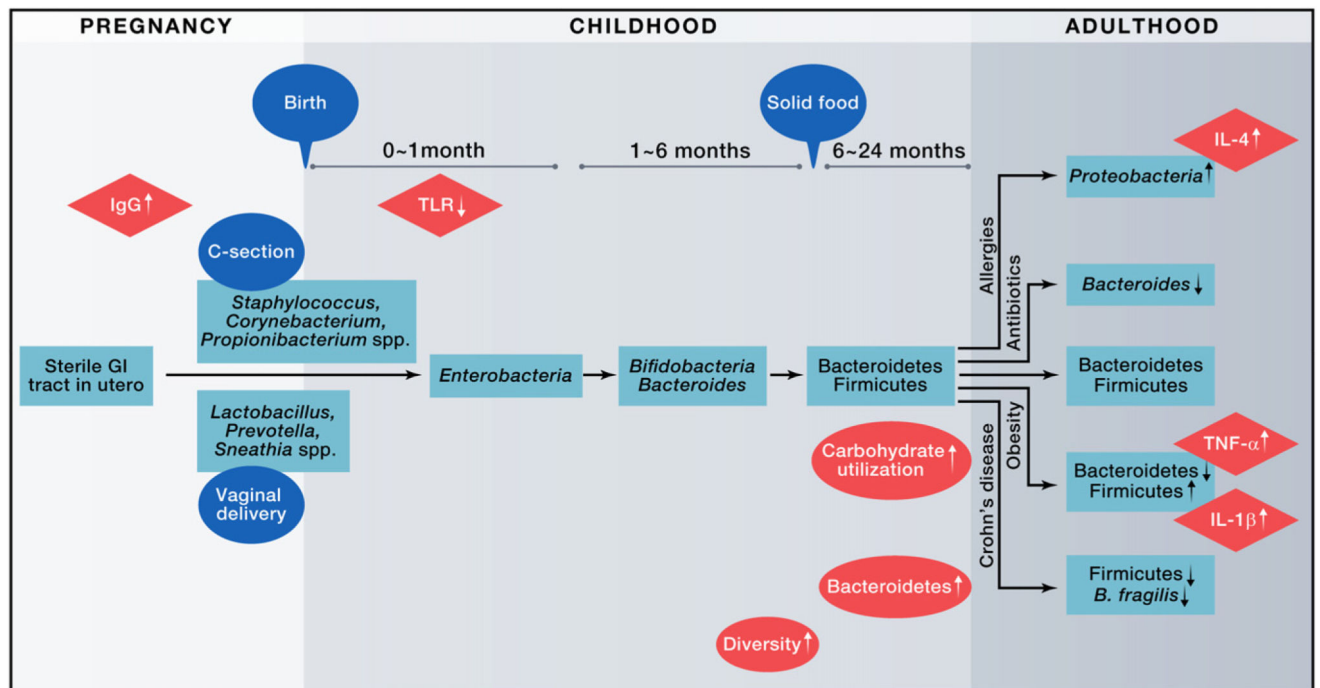 PREGNANCY
CHILDHOOD
ADULTHOOD
Birth
Solid food
0~1month
1~6 months
6~24 months
IL-4↑
Proteobacteria↑
IgG↑
TLR↓
C-section
Staphylococcus,
Corynebacterium,
Propionibacterium spp.
Allergies
Antibiotics
Bacteroides↓
Sterile GI
tract in utero
Enterobacteria
Bifidobacteria
Bacteroides
Bacteroidetes
Firmicutes
Bacteroidetes
Firmicutes
Lactobacillus,
Prevotella,
Sneathia spp.
Vaginal
delivery
Carbohydrate
utilization↑
Crohn's disease
Obesity
TNF-α↑
Bacteroidetes↓
Firmicutes↑
IL-1β↑
Bacteroidetes↑
Firmicutes↓
B. fragilis↓
Diversity↑